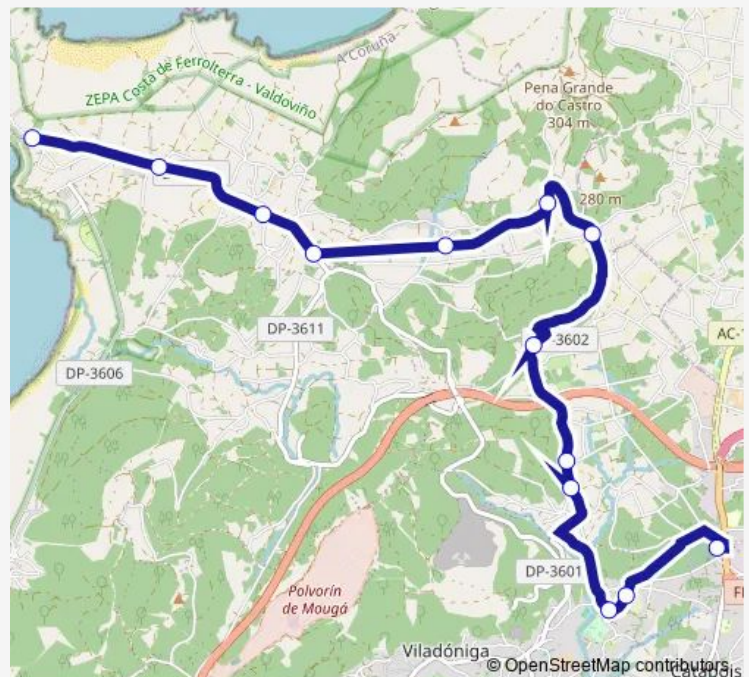 A Coruña
ZEPA Costa de Ferrolterra - Valdoviño
Pena Grande
do Castro
304 m
280 m
DP-3611
-3602
AC-
DP-3606
DP-3601
Polvorín
de Mougá
Viladóniga
© OpenStreetMap contributors.
Catabois